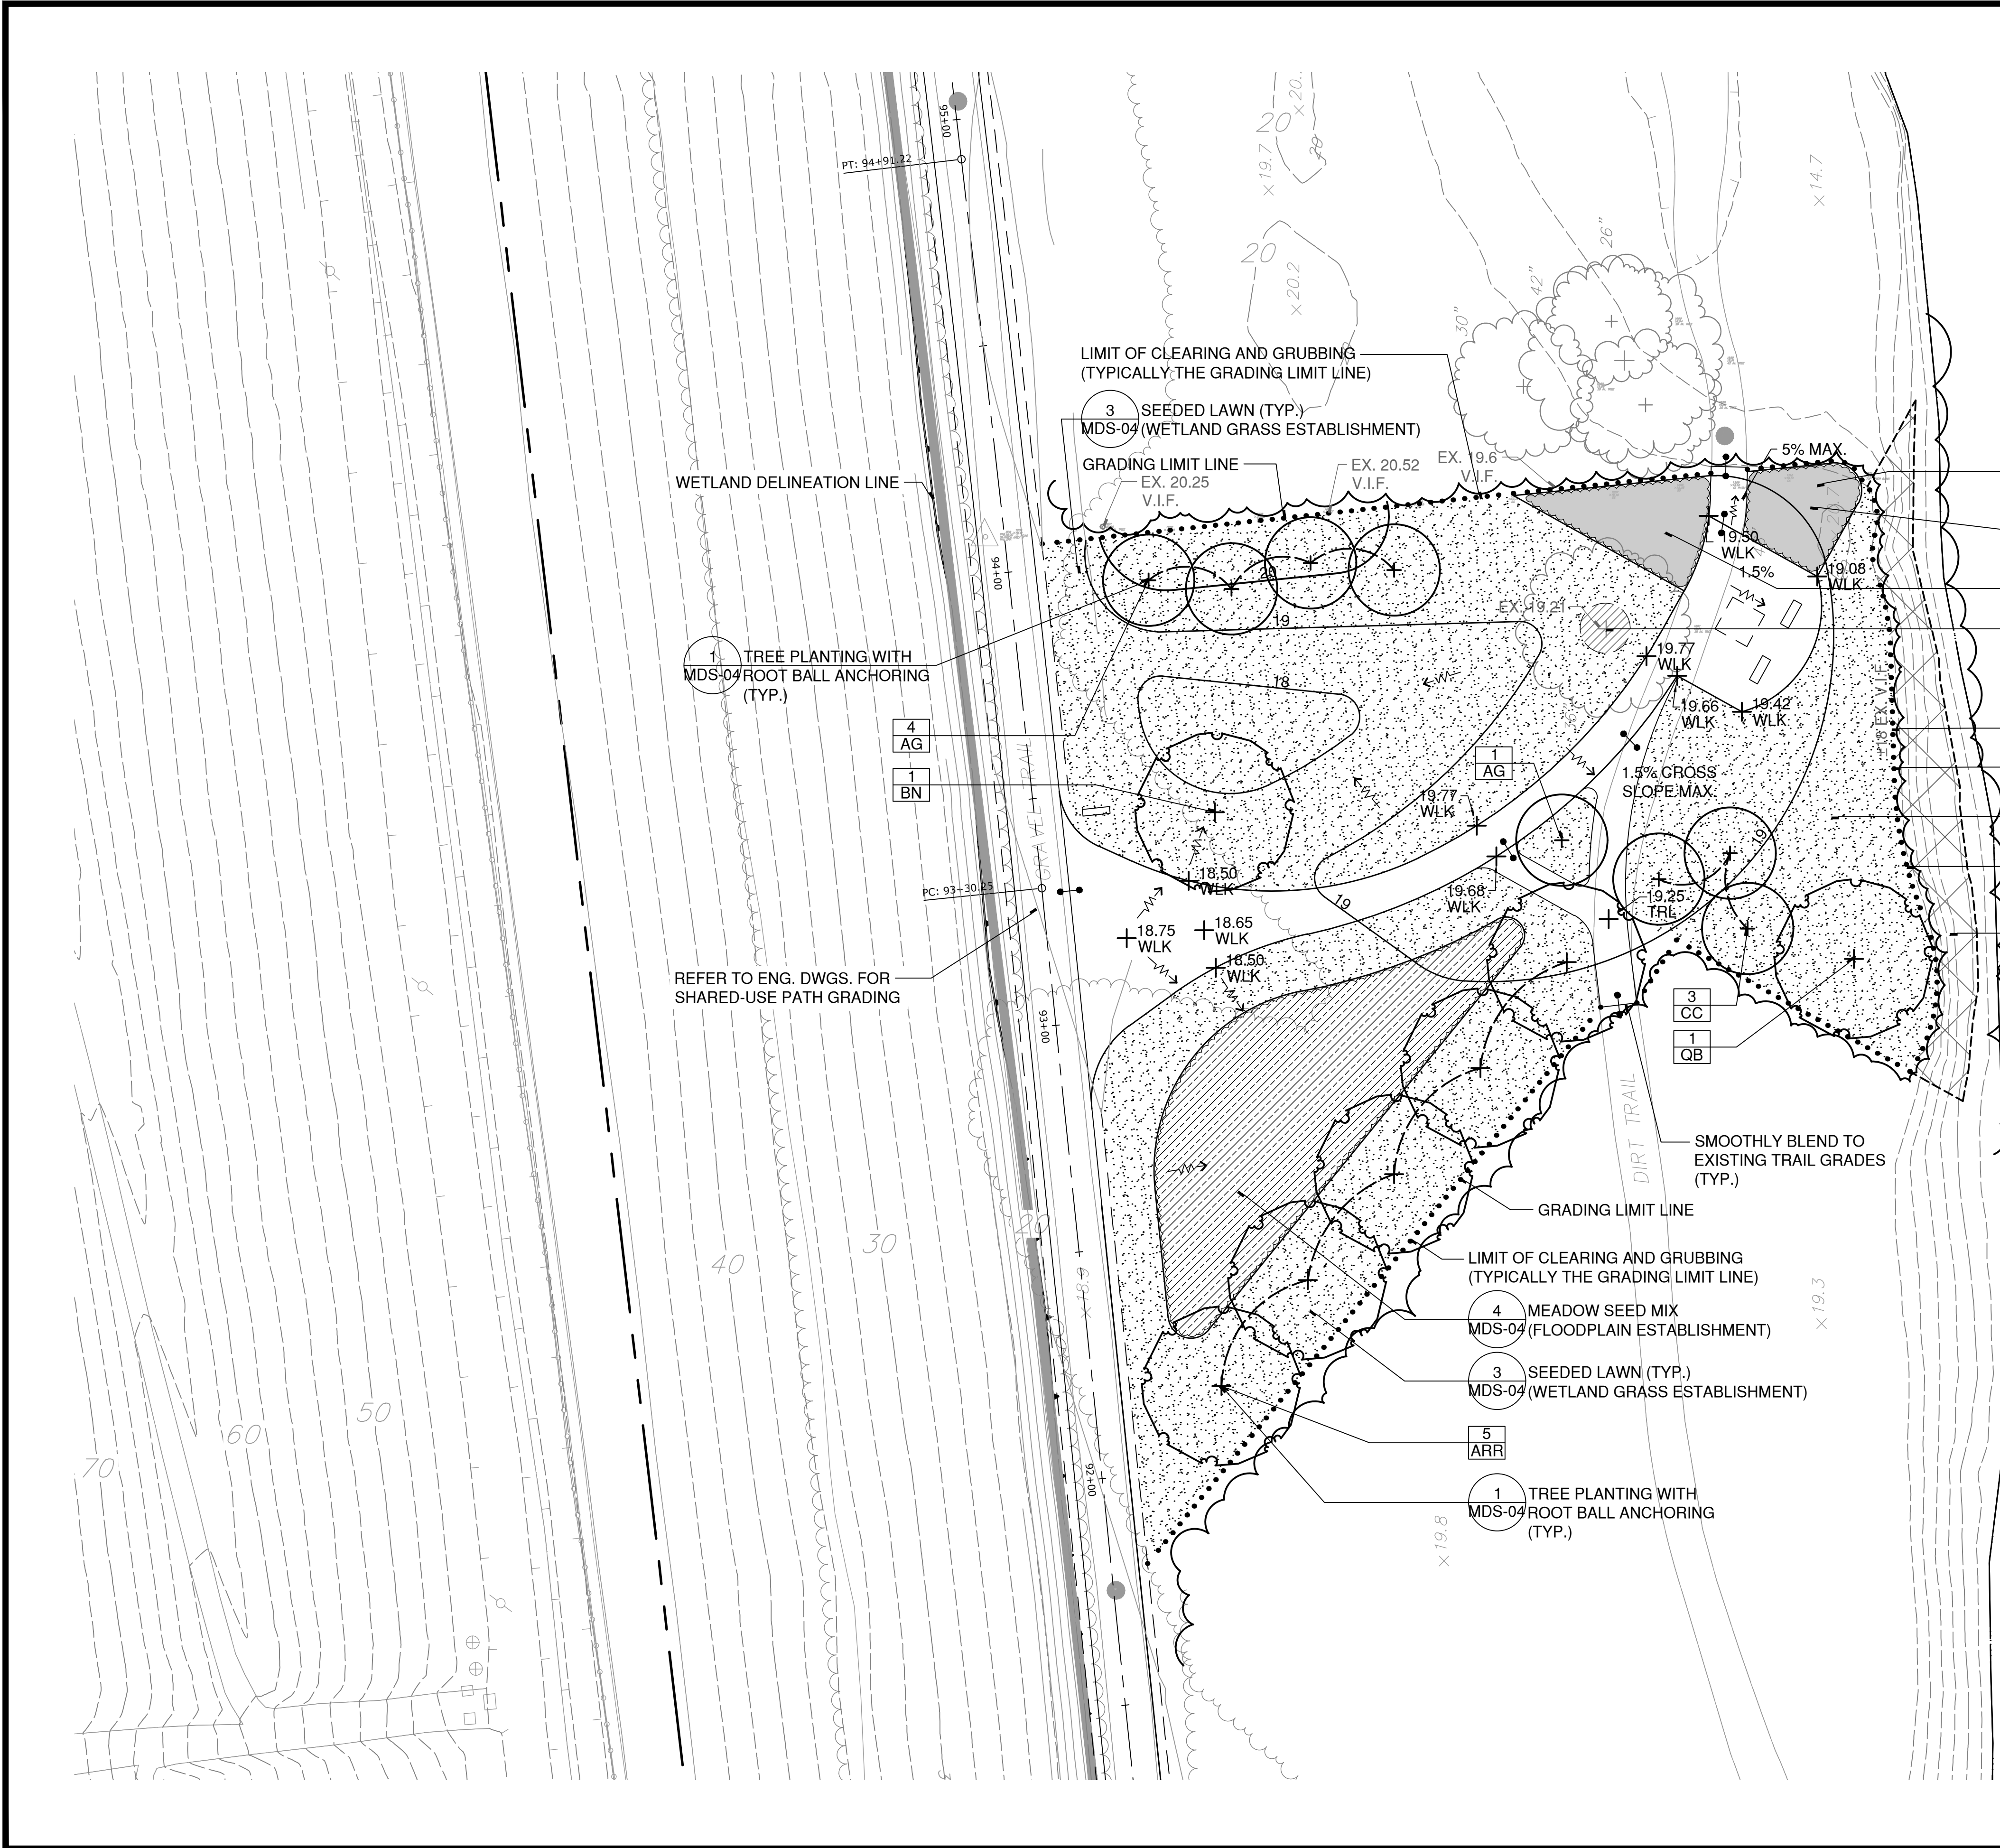 95+00
PT: 94+91.22
20
× 20.
20
× 19.7
× 14.7
20
× 20.2
26"
42"
30"
LIMIT OF CLEARING AND GRUBBING
(TYPICALLY THE GRADING LIMIT LINE)
3
MDS-04
SEEDED LAWN (TYP.)
(WETLAND GRASS ESTABLISHMENT)
GRADING LIMIT LINE
EX. 20.25
V.I.F.
EX. 20.52
V.I.F.
EX. 19.6
V.I.F.
5% MAX.
WETLAND DELINEATION LINE
94+00
19.50
WLK
1.5%
19.08
WLK
20
19
EX. 19.21
18
1
MDS-04
TREE PLANTING WITH
ROOT BALL ANCHORING
(TYP.)
19.77
WLK
19.66
WLK
19.42
WLK
4
AG
1
BN
1
AG
1.5% CROSS
SLOPE MAX.
19.77
WLK
GRAVEL TRAIL
19
PC: 93+30.25
18.50
WLK
19
19.68
WLK
19.25
TRL
18.75
WLK
18.65
WLK
18.50
WLK
REFER TO ENG. DWGS. FOR
SHARED-USE PATH GRADING
93+00
3
CC
1
QB
DIRT TRAIL
SMOOTHLY BLEND TO
EXISTING TRAIL GRADES
(TYP.)
GRADING LIMIT LINE
20
30
40
× 18.9
LIMIT OF CLEARING AND GRUBBING
(TYPICALLY THE GRADING LIMIT LINE)
× 19.3
4
MDS-04
MEADOW SEED MIX
(FLOODPLAIN ESTABLISHMENT)
3
MDS-04
SEEDED LAWN (TYP.)
(WETLAND GRASS ESTABLISHMENT)
50
60
70
5
ARR
92+00
1
MDS-04
TREE PLANTING WITH
ROOT BALL ANCHORING
(TYP.)
× 19.8